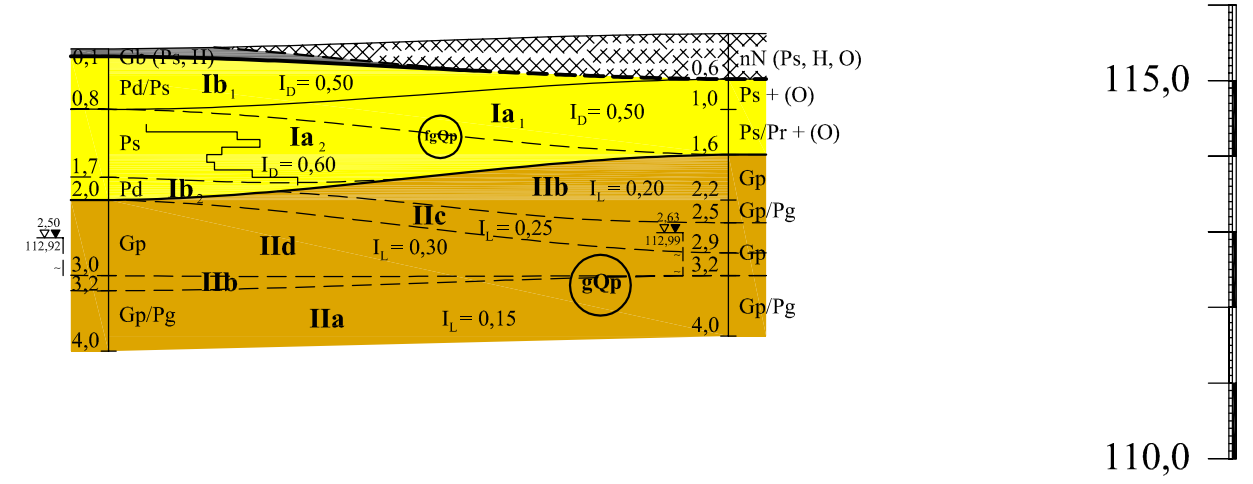 0,1 Gb (Ps, H)
0,6 nN (Ps, H, O)
115,0
Pd/Ps Ib1 ID= 0,50
0,8
Ia1 ID= 0,50
1,0 Ps + (O)
Ps Ia2 fgQp
1,6 Ps/Pr + (O)
ID= 0,60
1,7
2,0 Pd Ib2
IIb IL= 0,20 2,2 Gp
IIc 2,5 Gp/Pg
2,50
112,92
IL= 0,25
2,63
112,99
Gp IId IL= 0,30
2,9 Gp
3,0
3,2
IIb gQp
3,2
Gp/Pg IIa IL= 0,15
Gp/Pg
4,0
4,0
110,0